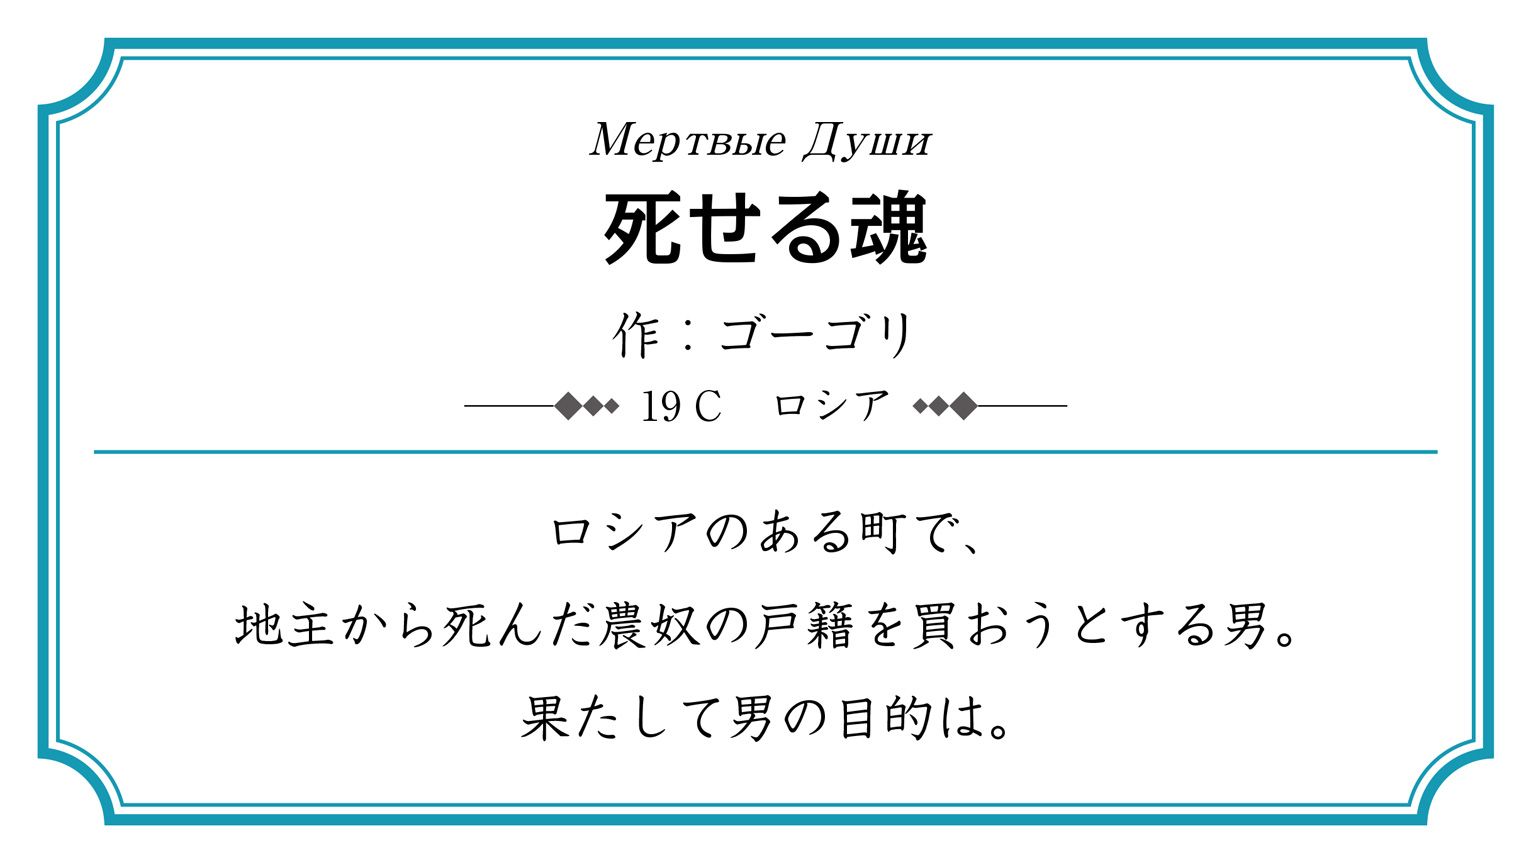 Мертвые Души
死せる魂
作：ゴーゴリ
19 C　ロシア
ロシアのある町で、
地主から死んだ農奴の戸籍を買おうとする男。
果たして男の目的は。